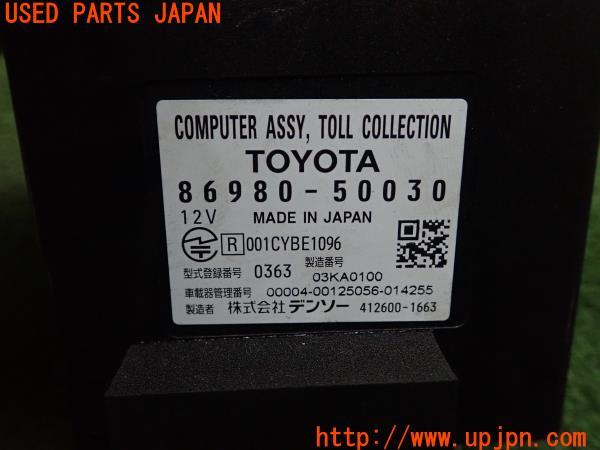 USED PARTS JAPAN
COMPUTER ASSY, TOLL COLLECTION
TOYOTA
86980-50030
12V MADE IN JAPAN
R 001CYBE1096
型式登録番号 0363 製造番号 03KA0100
車載器管理番号 00004-00125056-014255
製造者 株式会社デンソー 412600-1663
http://www.upjpn.com/